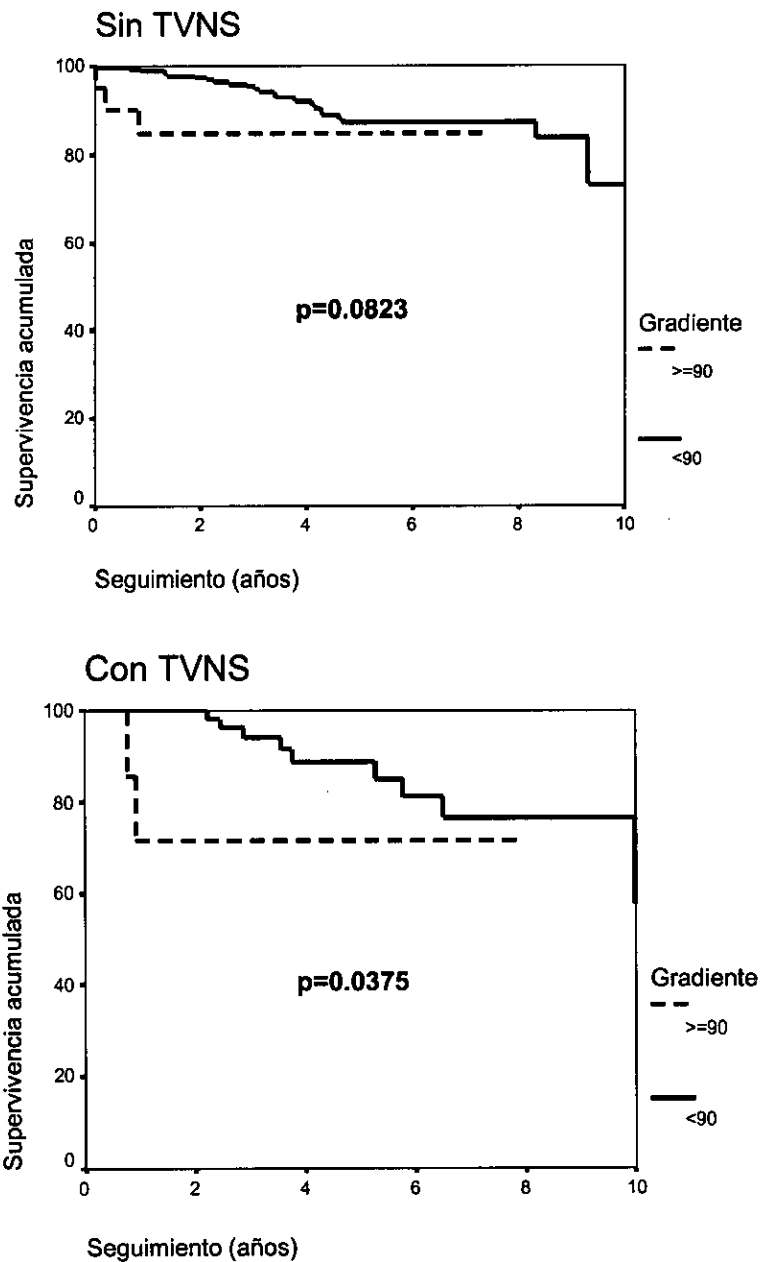 Sin TVNS
100
80
60
40
20
0
Supervivencia acumulada
p=0.0823
0 2 4 6 8 10
Seguimiento (años)
Gradiente
>=90
<90
Con TVNS
100
80
60
40
20
0
Supervivencia acumulada
p=0.0375
0 2 4 6 8 10
Seguimiento (años)
Gradiente
>=90
<90